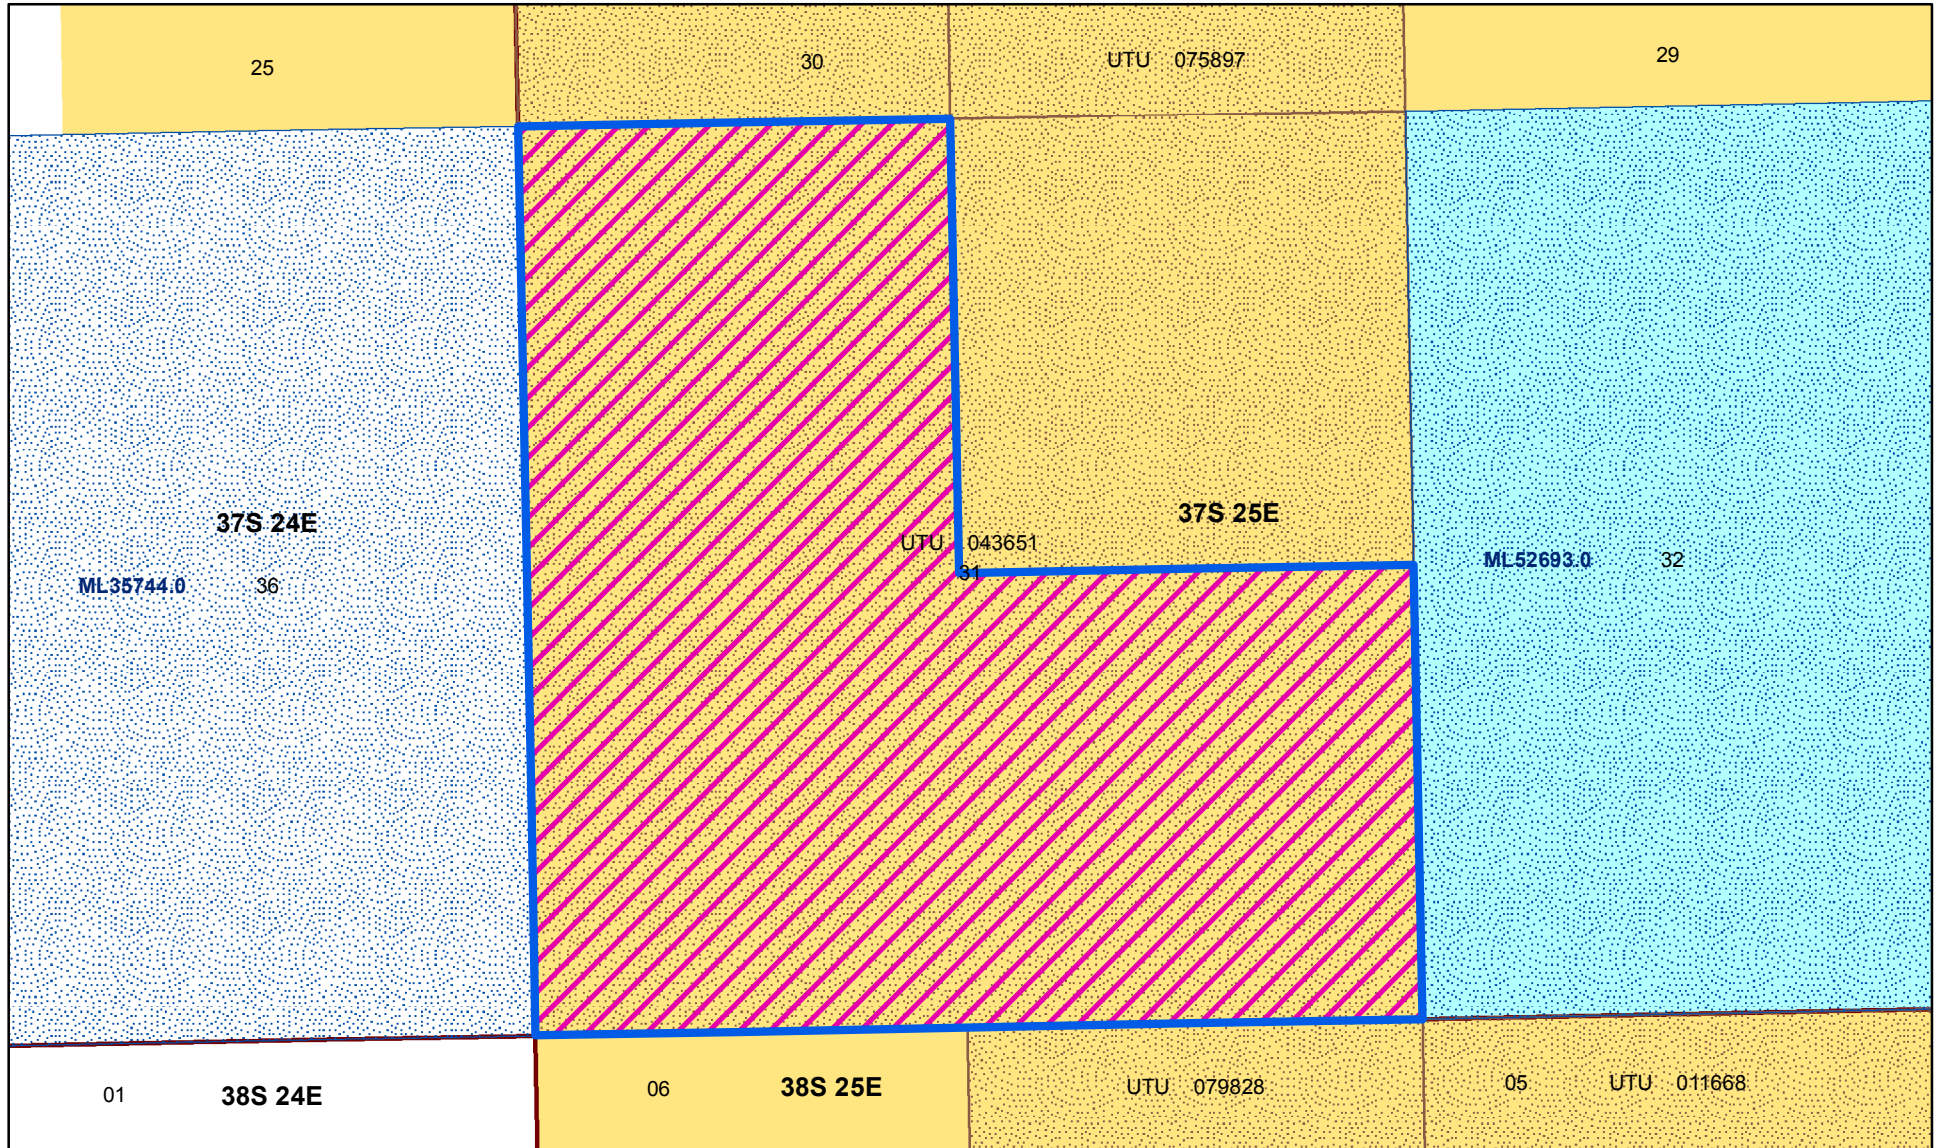 25
30
UTU 075897
29
37S 24E
37S 25E
UTU 043651
31
ML35744.0 36
ML52693.0 32
01 38S 24E
06 38S 25E
UTU 079828
05 UTU 011668